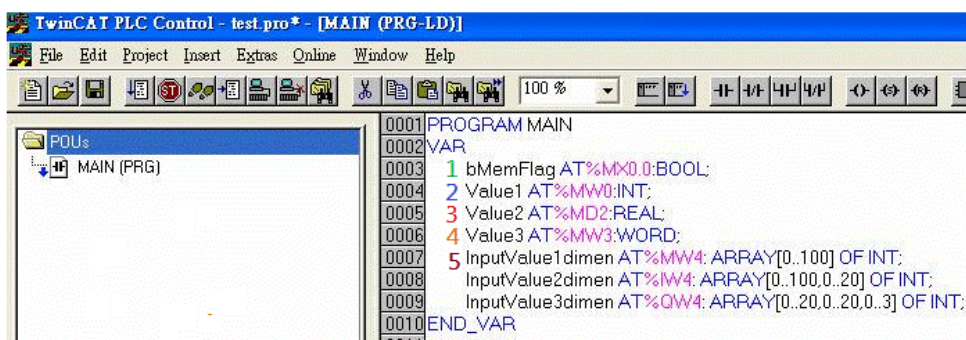 TwinCAT PLC Control - test.pro* - [MAIN (PRG-LD)]
File Edit Project Insert Extras Online Window Help
100 %
POUs
MAIN (PRG)
0001 PROGRAM MAIN
0002 VAR
0003 1 bMemFlag AT%MX0.0:BOOL;
0004 2 Value1 AT%MW0:INT;
0005 3 Value2 AT%MD2:REAL;
0006 4 Value3 AT%MW3:WORD;
0007 5 InputValue1dimen AT%MW4: ARRAY[0..100] OF INT;
0008 InputValue2dimen AT%IW4: ARRAY[0..100,0..20] OF INT;
0009 InputValue3dimen AT%QW4: ARRAY[0..20,0..20,0..3] OF INT;
0010 END_VAR